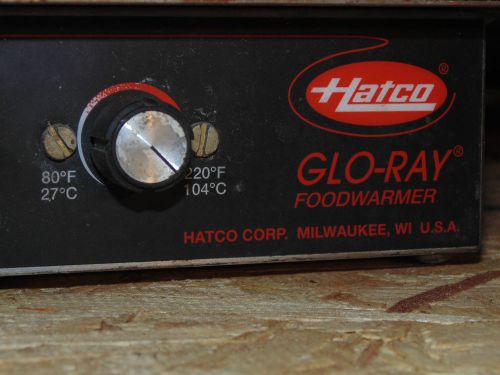 Hatco®
GLO-RAY®
FOODWARMER
80°F 220°F
27°C 104°C
HATCO CORP. MILWAUKEE, WI U.S.A.